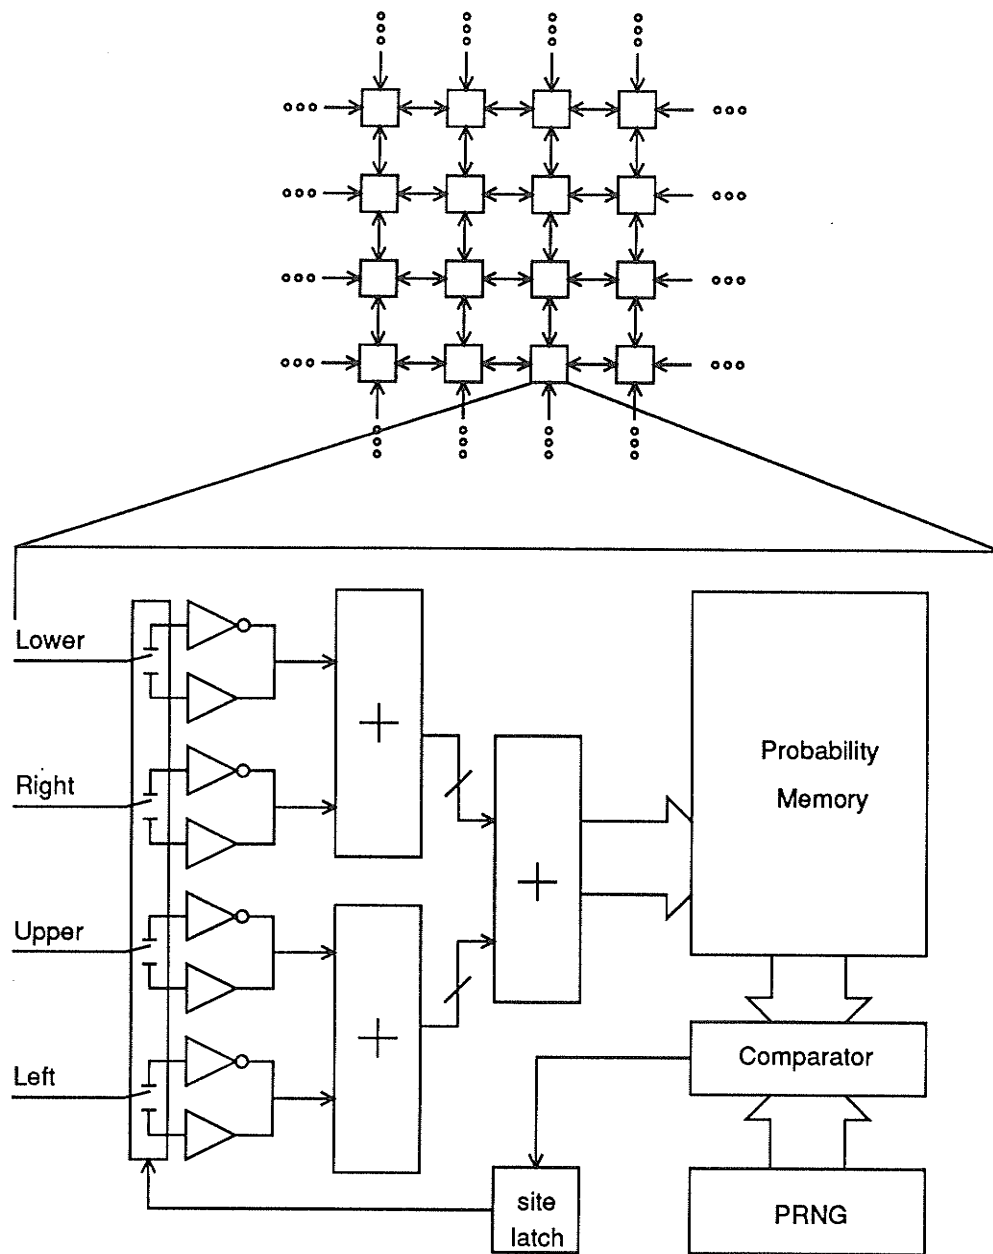 Lower
Right
Upper
Left
+
+
+
Probability
Memory
Comparator
PRNG
site
latch